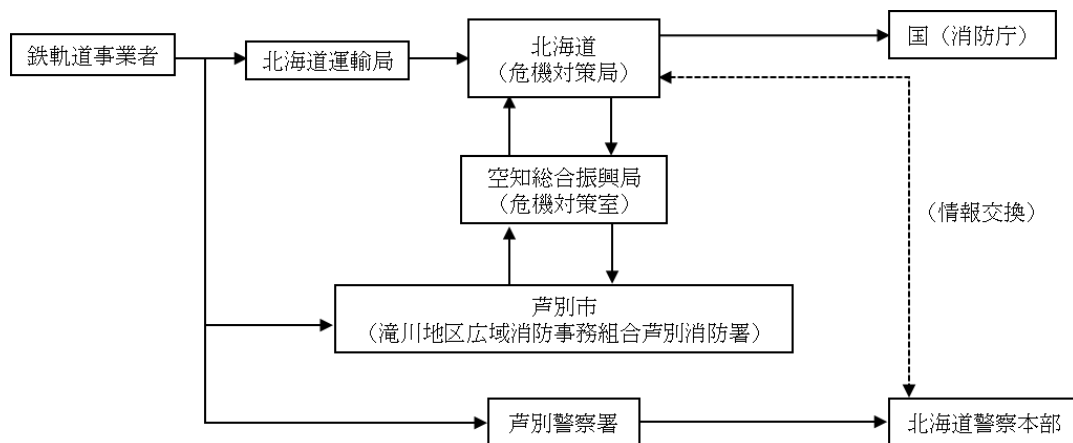 鉄軌道事業者
北海道運輸局
北海道
(危機対策局)
国(消防庁)
空知総合振興局
(危機対策室)
(情報交換)
芦別市
(滝川地区広域消防事務組合芦別消防署)
芦別警察署
北海道警察本部